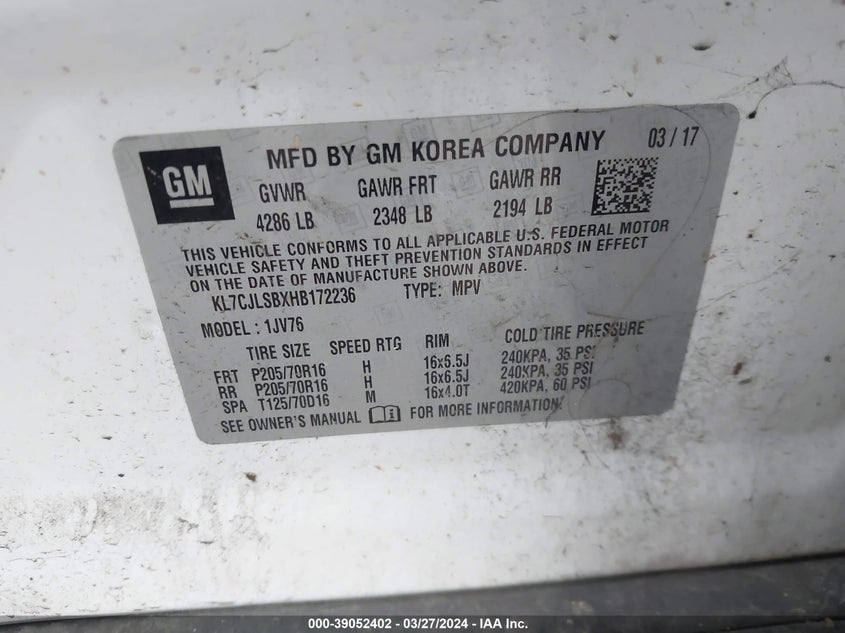 GM MFD BY GM KOREA COMPANY 03 / 17
GVWR GAWR FRT GAWR RR
4286 LB 2348 LB 2194 LB
THIS VEHICLE CONFORMS TO ALL APPLICABLE U.S. FEDERAL MOTOR
VEHICLE SAFETY AND THEFT PREVENTION STANDARDS IN EFFECT
ON THE DATE OF MANUFACTURE SHOWN ABOVE.
KL7CJLSBXHB172236 TYPE: MPV
MODEL : 1JV76
TIRE SIZE SPEED RTG RIM COLD TIRE PRESSURE
FRT P205/70R16 H 16x6.5J 240KPA, 35 PSI
RR P205/70R16 H 16x6.5J 240KPA, 35 PSI
SPA T125/70D16 M 16x4.0T 420KPA, 60 PSI
SEE OWNER'S MANUAL FOR MORE INFORMATION
000-39052402 - 03/27/2024 - IAA Inc.